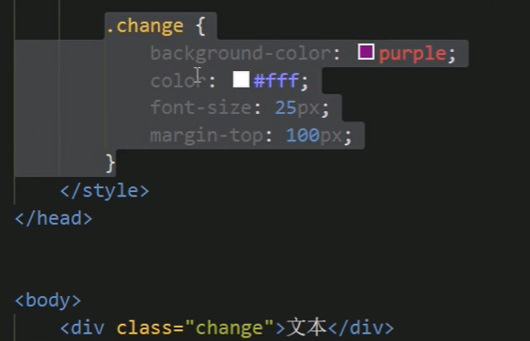 .change {
background-color: purple;
color: #fff;
font-size: 25px;
margin-top: 100px;
}
</style>
</head>
<body>
<div class="change">文本</div>